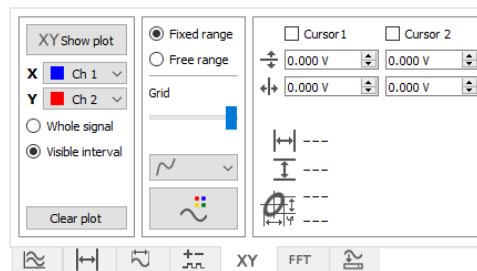 XY Show plot
X Ch 1
Y Ch 2
Whole signal
Visible interval
Clear plot
Fixed range
Free range
Grid
Cursor 1 Cursor 2
0.000 V 0.000 V
0.000 V 0.000 V
---
---
---
φ ---
XY FFT